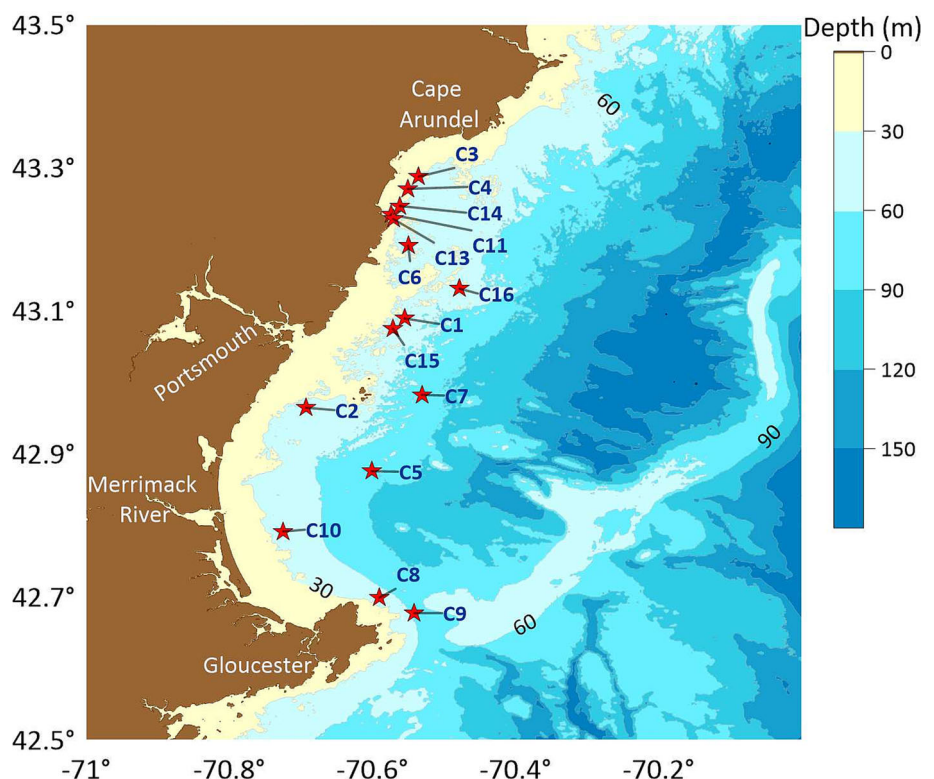 43.5°
Depth (m)
0
Cape
Arundel
60
30
C3
43.3°
C4
60
C14
C11
C13
C6
90
C16
43.1°
C1
Portsmouth
C15
120
C7
C2
90
150
42.9°
C5
Merrimack
River
C10
C8
30
42.7°
C9
60
Gloucester
42.5°
-71°
-70.8°
-70.6°
-70.4°
-70.2°